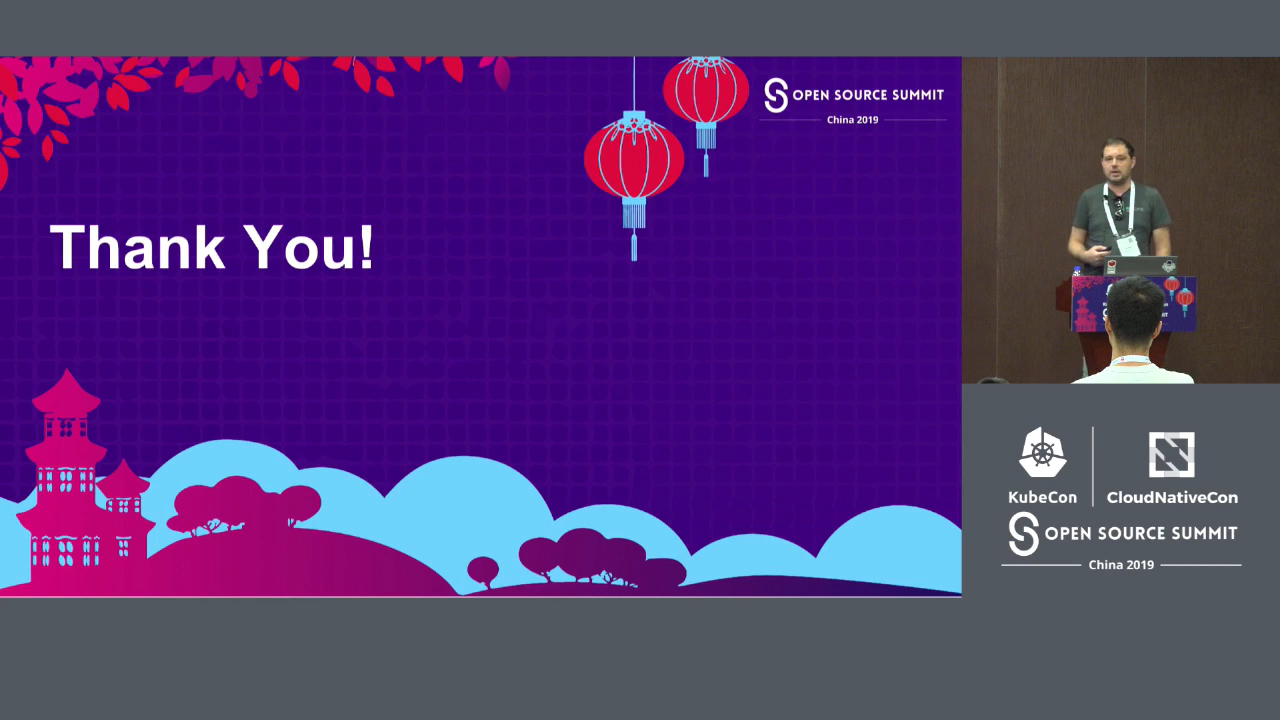 OPEN SOURCE SUMMIT
China 2019
Thank You!
KubeCon
CloudNativeCon
OPEN SOURCE SUMMIT
China 2019